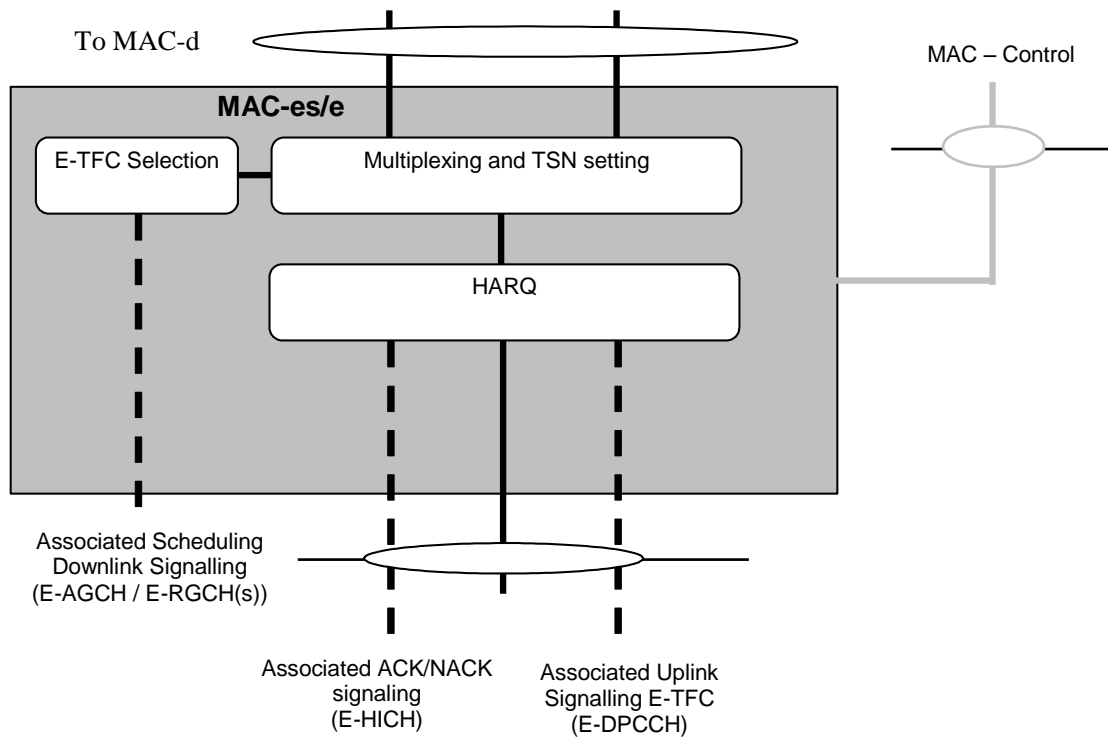 To MAC-d
MAC – Control
MAC-es/e
E-TFC Selection
Multiplexing and TSN setting
HARQ
Associated Scheduling
Downlink Signalling
(E-AGCH / E-RGCH(s))
Associated ACK/NACK
signaling
(E-HICH)
Associated Uplink
Signalling E-TFC
(E-DPCCH)